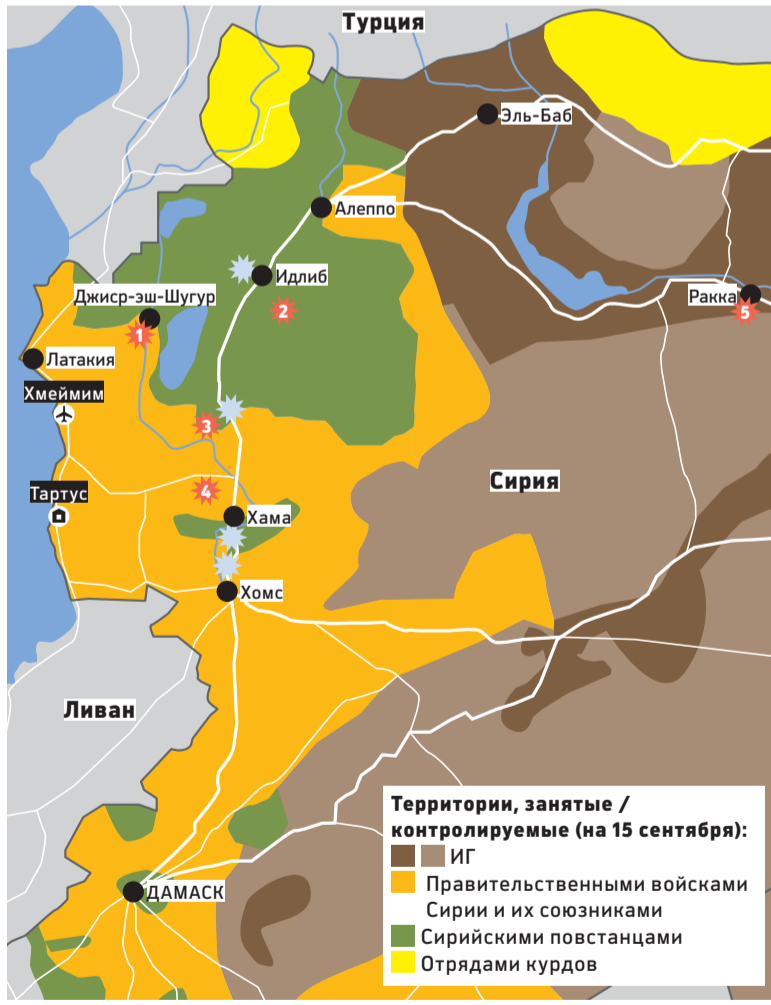 Турция
Эль-Баб
Алеппо
Идлиб
Джиср-эш-Шугур
2
Ракка
5
1
Латакия
Хмеймим
3
Сирия
4
Тартус
Хама
Хомс
Ливан
ДАМАСК
Территории, занятые /
контролируемые (на 15 сентября):
ИГ
Правительственными войсками
Сирии и их союзниками
Сирийскими повстанцами
Отрядами курдов